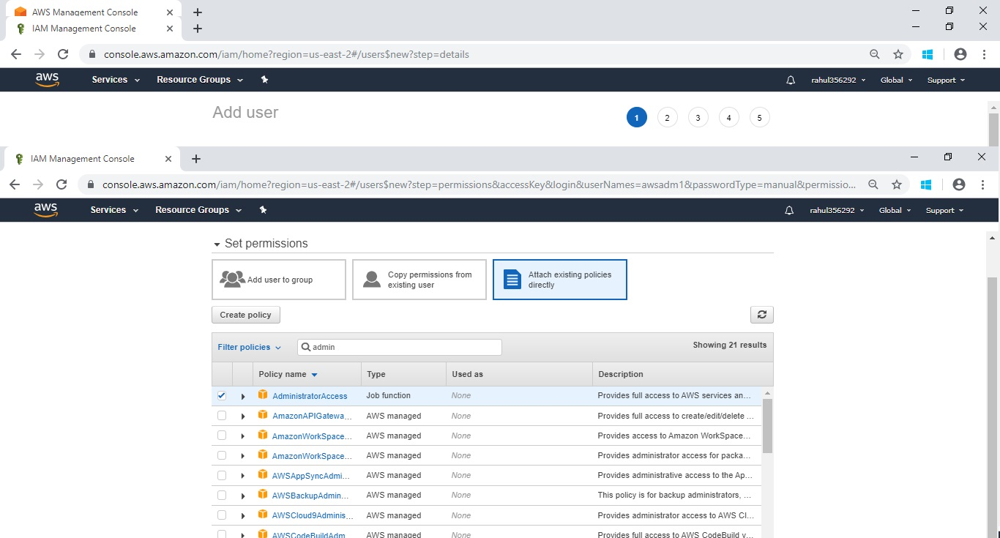 AWS Management Console
IAM Management Console
console.aws.amazon.com/iam/home?region=us-east-2#/users$new?step=details
aws Services Resource Groups rahul356292 Global Support
Add user 1 2 3 4 5
IAM Management Console
console.aws.amazon.com/iam/home?region=us-east-2#/users$new?step=permissions&accessKey&login&userNames=awsadm1&passwordType=manual&permissio...
aws Services Resource Groups rahul356292 Global Support
Set permissions
Add user to group
Copy permissions from
existing user
Attach existing policies
directly
Create policy
Filter policies admin Showing 21 results
Policy name Type Used as Description
AdministratorAccess Job function None Provides full access to AWS services an...
AmazonAPIGatewa... AWS managed None Provides full access to create/edit/delete ...
AmazonWorkSpace... AWS managed None Provides access to Amazon WorkSpace...
AmazonWorkSpace... AWS managed None Provides administrator access for packa...
AWSAppSyncAdmi... AWS managed None Provides administrative access to the Ap...
AWSBackupAdmin... AWS managed None This policy is for backup administrators, ...
AWSCloud9Adminis... AWS managed None Provides administrator access to AWS Cl...
AWSCodeBuildAdm... AWS managed None Provides full access to AWS CodeBuild v...